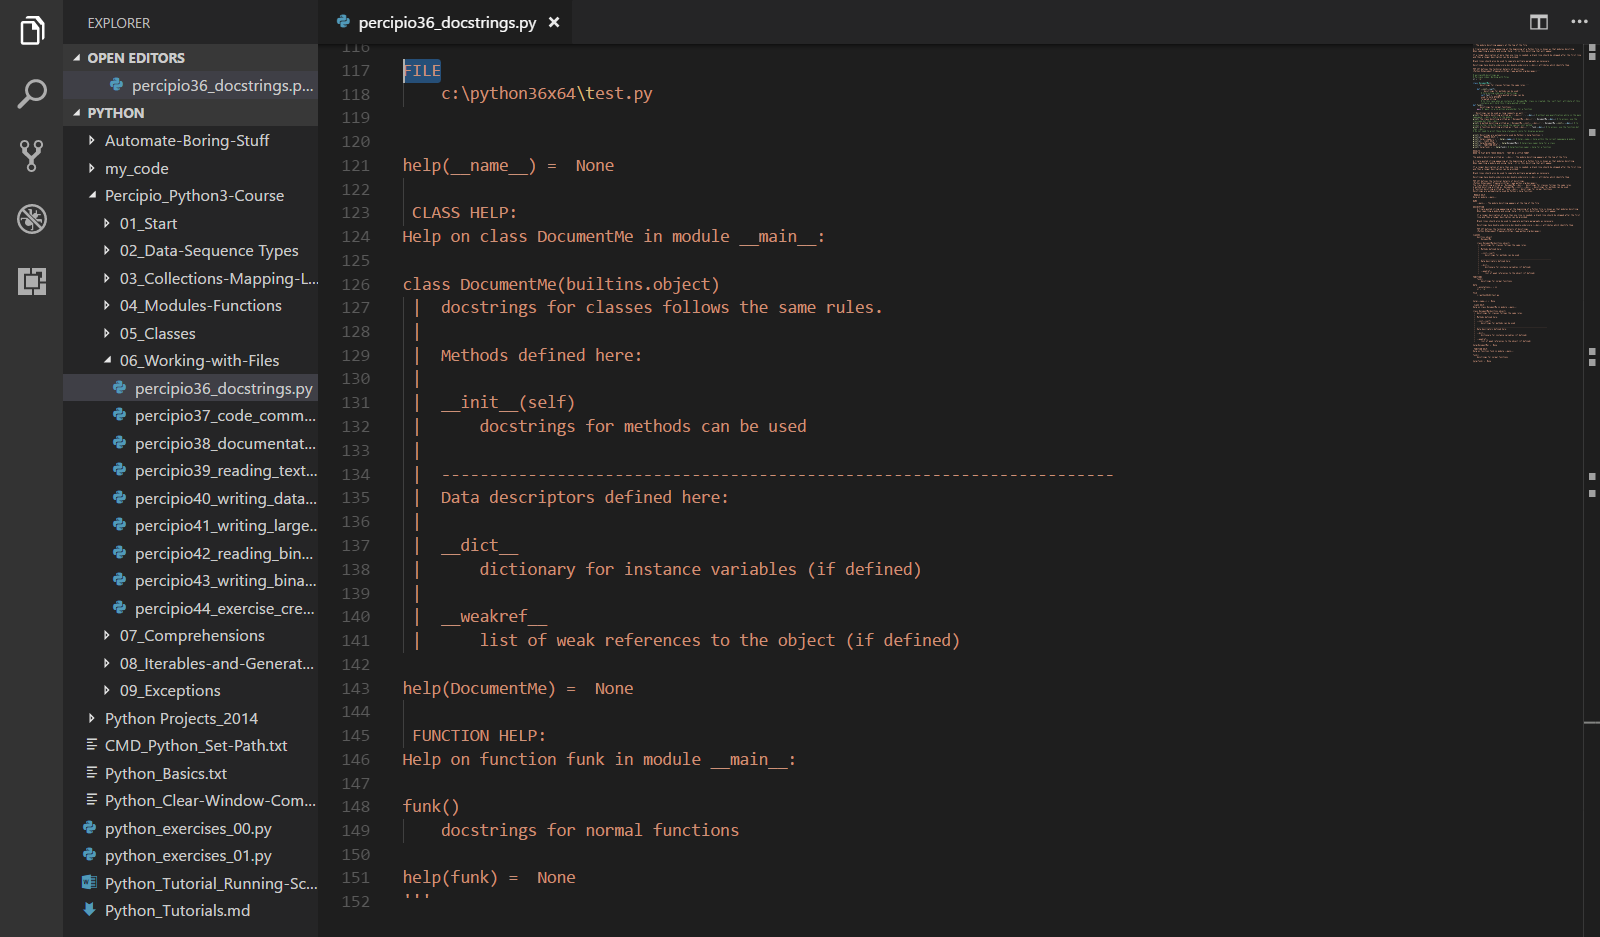 EXPLORER
OPEN EDITORS
percipio36_docstrings.p...
PYTHON
Automate-Boring-Stuff
my_code
Percipio_Python3-Course
01_Start
02_Data-Sequence Types
03_Collections-Mapping-L...
04_Modules-Functions
05_Classes
06_Working-with-Files
percipio36_docstrings.py
percipio37_code_comm...
percipio38_documentat...
percipio39_reading_text...
percipio40_writing_data...
percipio41_writing_large..
percipio42_reading_bin...
percipio43_writing_bina...
percipio44_exercise_cre...
07_Comprehensions
08_Iterables-and-Generat...
09_Exceptions
Python Projects_2014
CMD_Python_Set-Path.txt
Python_Basics.txt
Python_Clear-Window-Com...
python_exercises_00.py
python_exercises_01.py
Python_Tutorial_Running-Sc...
Python_Tutorials.md
percipio36_docstrings.py
116
117 FILE
118     c:\python36x64\test.py
119
120
121 help(__name__) =  None
122
123  CLASS HELP:
124 Help on class DocumentMe in module __main__:
125
126 class DocumentMe(builtins.object)
127  |  docstrings for classes follows the same rules.
128  |
129  |  Methods defined here:
130  |
131  |  __init__(self)
132  |      docstrings for methods can be used
133  |
134  |  ----------------------------------------------------------------------
135  |  Data descriptors defined here:
136  |
137  |  __dict__
138  |      dictionary for instance variables (if defined)
139  |
140  |  __weakref__
141  |      list of weak references to the object (if defined)
142
143 help(DocumentMe) =  None
144
145  FUNCTION HELP:
146 Help on function funk in module __main__:
147
148 funk()
149     docstrings for normal functions
150
151 help(funk) =  None
152 '''